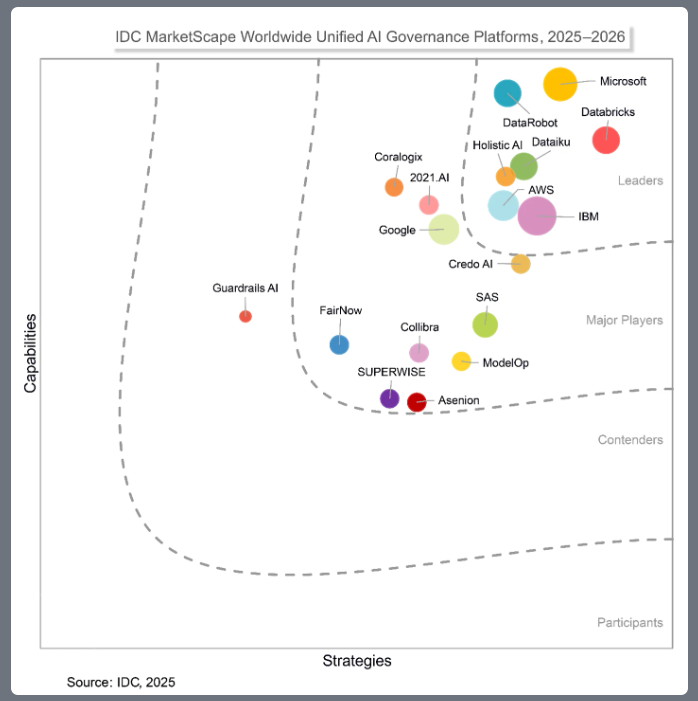 IDC MarketScape Worldwide Unified AI Governance Platforms, 2025–2026
Microsoft
DataRobot
Databricks
Holistic AI
Dataiku
Coralogix
2021.AI
AWS
Leaders
Google
IBM
Credo AI
Guardrails AI
SAS
FairNow
Major Players
Collibra
ModelOp
SUPERWISE
Asenion
Contenders
Participants
Capabilities
Strategies
Source: IDC, 2025